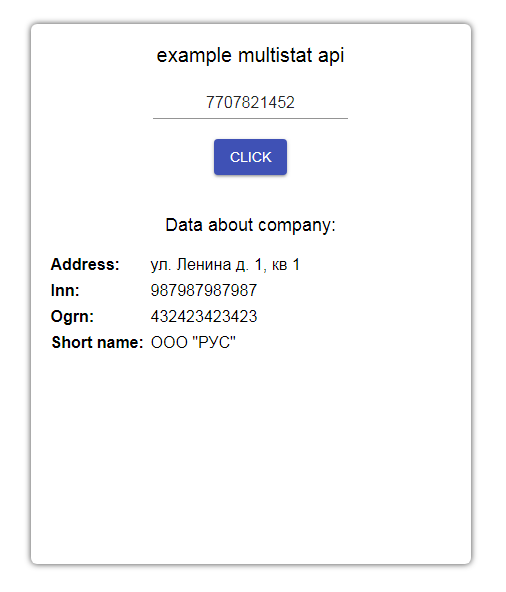 example multistat api
7707821452
CLICK
Data about company:
Address: ул. Ленина д. 1, кв 1
Inn: 987987987987
Ogrn: 432423423423
Short name: ООО "РУС"